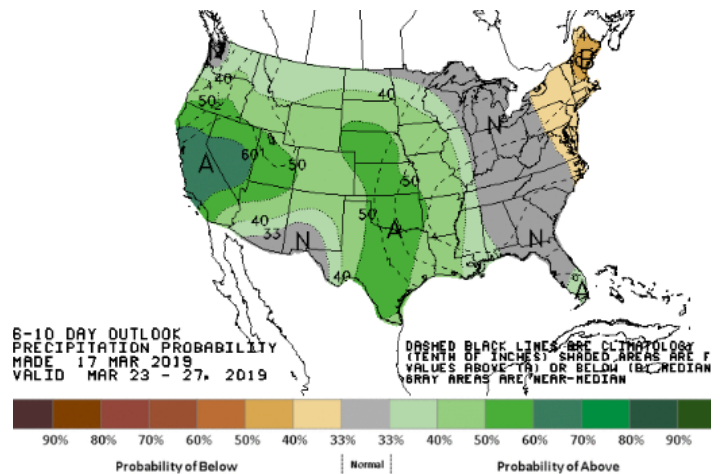 4
B
40
40
50
N
A
60
50
50
50
A
40
33
N
N
40
A
6-10 DAY OUTLOOK
PRECIPITATION PROBABILITY
MADE 17 MAR 2019
VALID MAR 23 - 27, 2019
DASHED BLACK LINES ARE CLIMATOLOGY
(TENTH OF INCHES) SHADED AREAS ARE F
VALUES ABOVE (A) OR BELOW (B) MEDIAN
GRAY AREAS ARE NEAR-MEDIAN
90% 80% 70% 60% 50% 40% 33% 33% 40% 50% 60% 70% 80% 90%
Probability of Below Normal Probability of Above